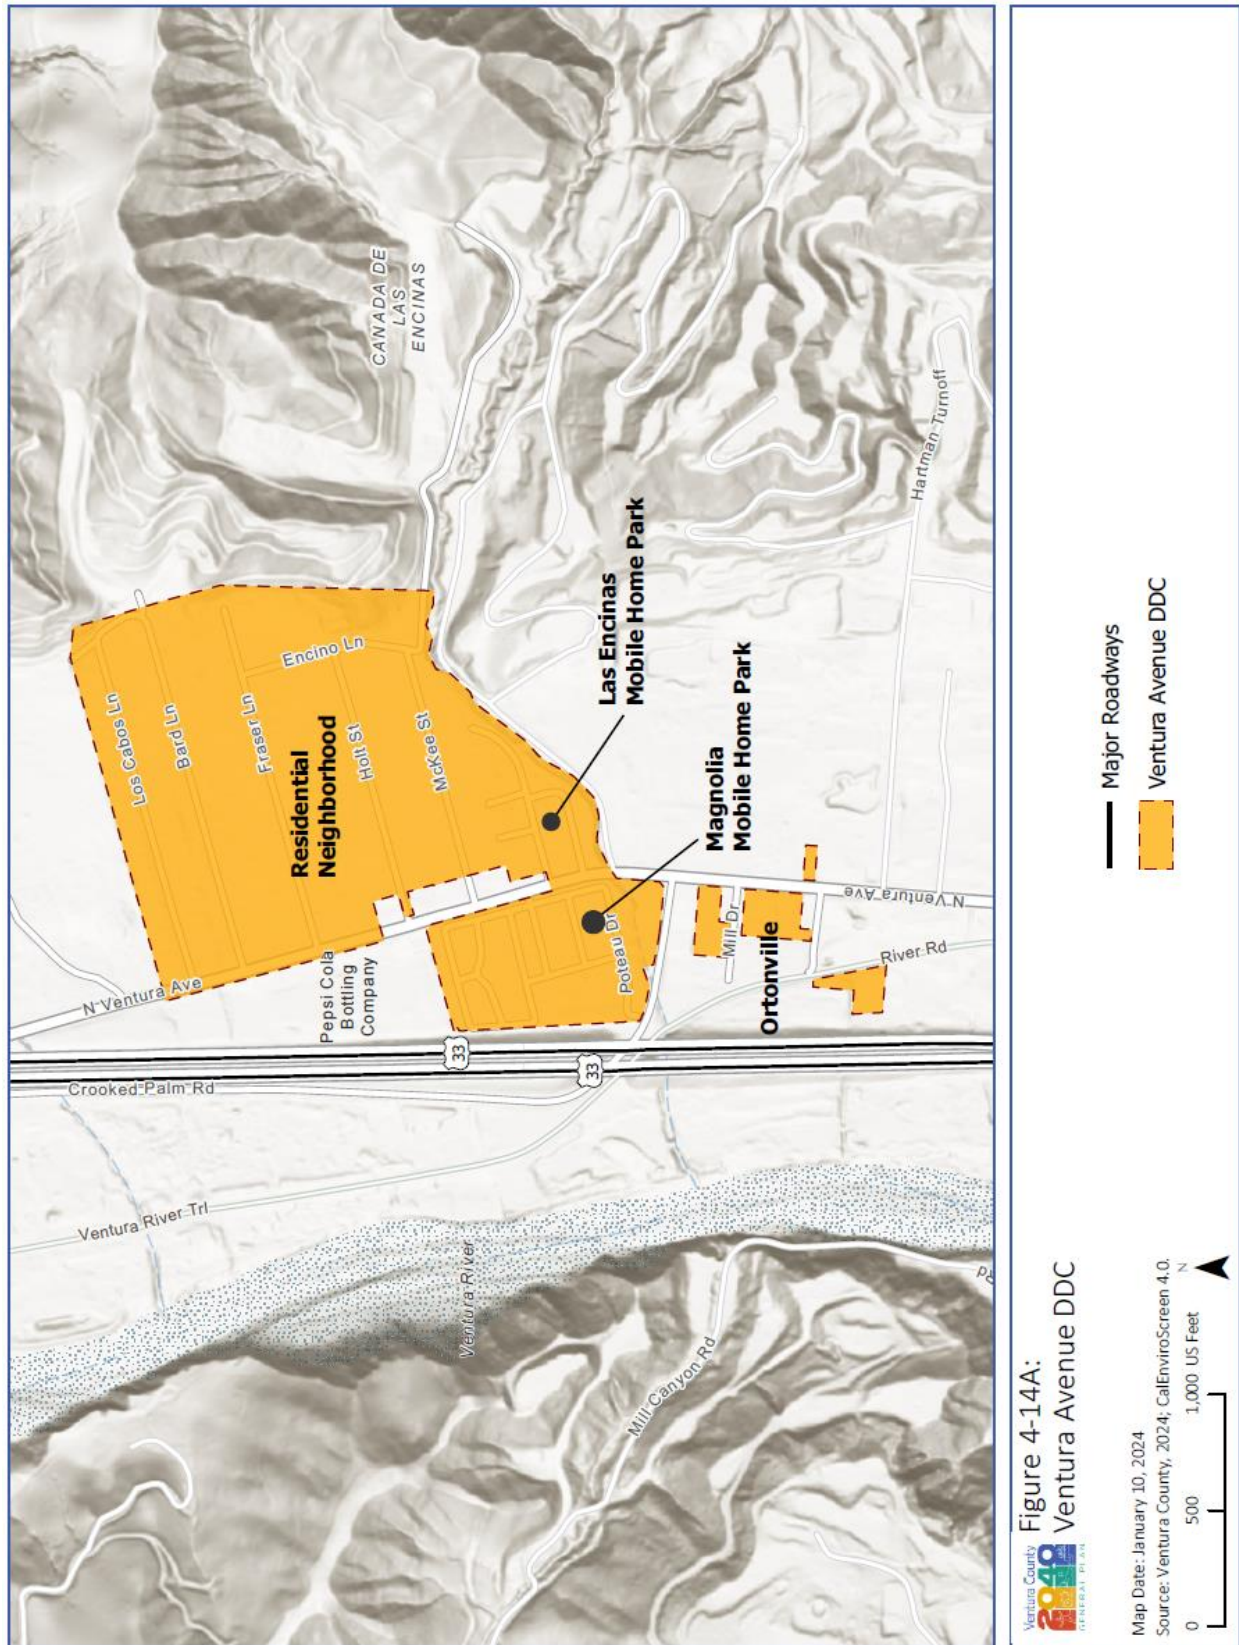 CANADA DE
LAS
ENCINAS
Los Cabos Ln
Bard Ln
Fraser Ln
Encino Ln
Holt St
McKee St
Residential
Neighborhood
Las Encinas
Mobile Home Park
Magnolia
Mobile Home Park
Hartman Turnoff
N Ventura Ave
Pepsi Cola
Bottling
Company
Poteau Dr
Mill Dr
Ortonville
N Ventura Ave
River Rd
33
33
Crooked Palm Rd
Ventura River Trl
Ventura River
Mill Canyon Rd
Rd
Ventura County
2040
GENERAL PLAN
Figure 4-14A:
Ventura Avenue DDC
Map Date: January 10, 2024
Source: Ventura County, 2024; CalEnviroScreen 4.0.
0 500 1,000 US Feet
N
Major Roadways
Ventura Avenue DDC